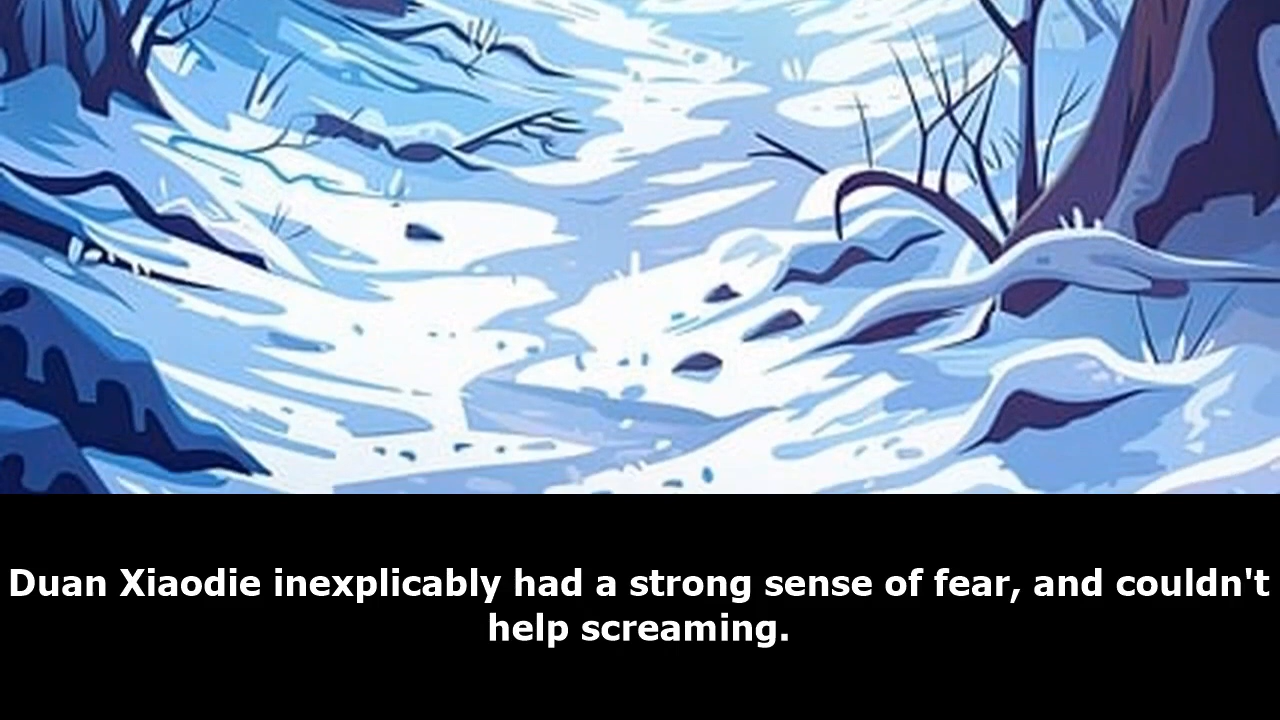 Duan Xiaodie inexplicably had a strong sense of fear, and couldn't
help screaming.